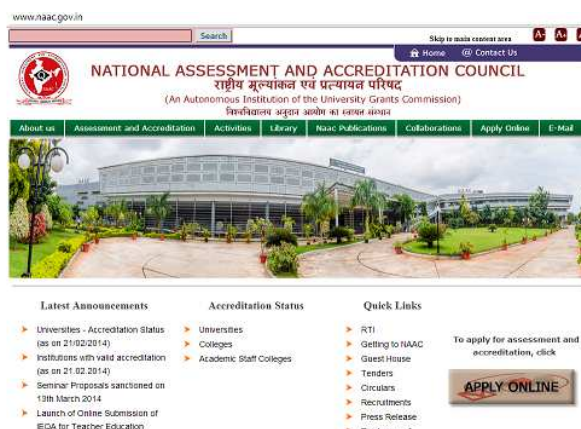 www.naac.gov.in
Search
Skip to main content area A- A
Home @ Contact Us
NATIONAL ASSESSMENT AND ACCREDITATION COUNCIL
राष्ट्रीय मूल्यांकन एवं प्रत्यायन परिषद
(An Autonomous Institution of the University Grants Commission)
विश्वविद्यालय अनुदान आयोग का स्वायत्त संस्थान
About us Assessment and Accreditation Activities Library Naac Publications Collaborations Apply Online E-Mail
Latest Announcements
Universities - Accreditation Status
(as on 21/02/2014)
Institutions with valid accreditation
(as on 21.02.2014)
Seminar Proposals sanctioned on
13th March 2014
Launch of Online Submission of
IEQA for Teacher Education
Accreditation Status
Universities
Colleges
Academic Staff Colleges
Quick Links
RTI
Getting to NAAC
Guest House
Tenders
Circulars
Recruitments
Press Release
To apply for assessment and
accreditation, click
APPLY ONLINE